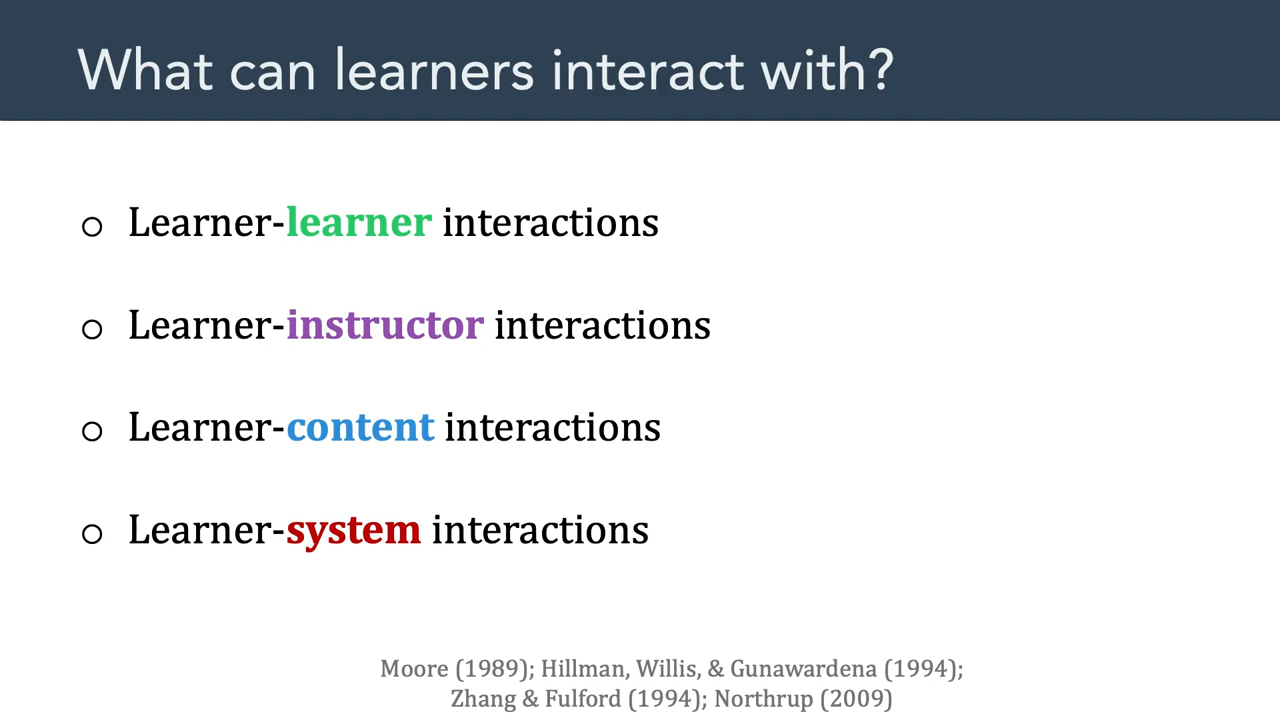 What can learners interact with?
Learner-learner interactions
Learner-instructor interactions
Learner-content interactions
Learner-system interactions
Moore (1989); Hillman, Willis, & Gunawardena (1994);
Zhang & Fulford (1994); Northrup (2009)